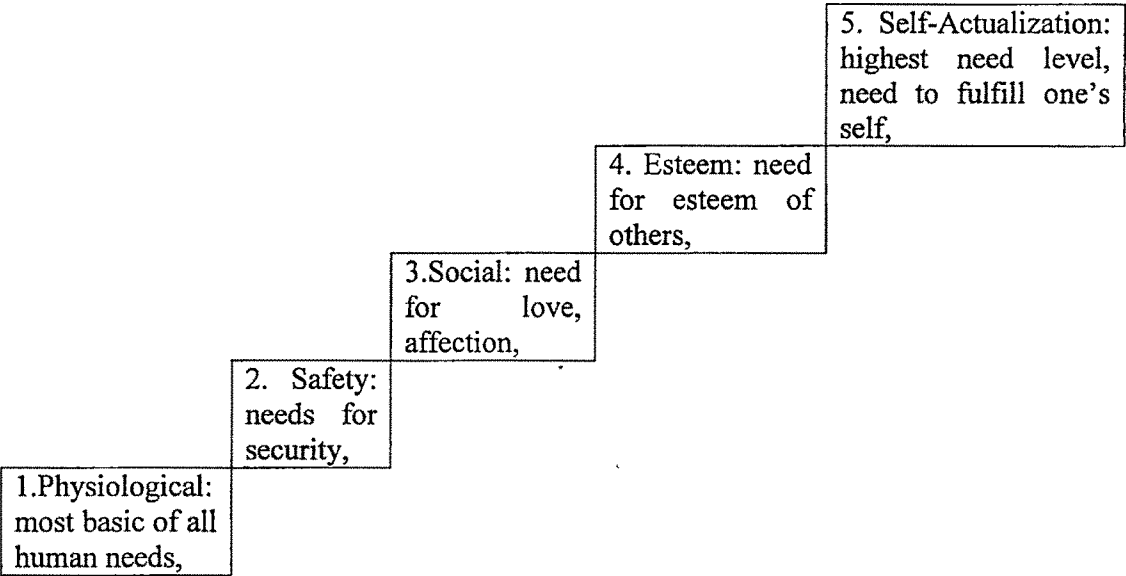 5. Self-Actualization:
highest need level,
need to fulfill one's
self,
4. Esteem: need
for esteem of
others,
3.Social: need
for love,
affection,
2. Safety:
needs for
security,
1.Physiological:
most basic of all
human needs,